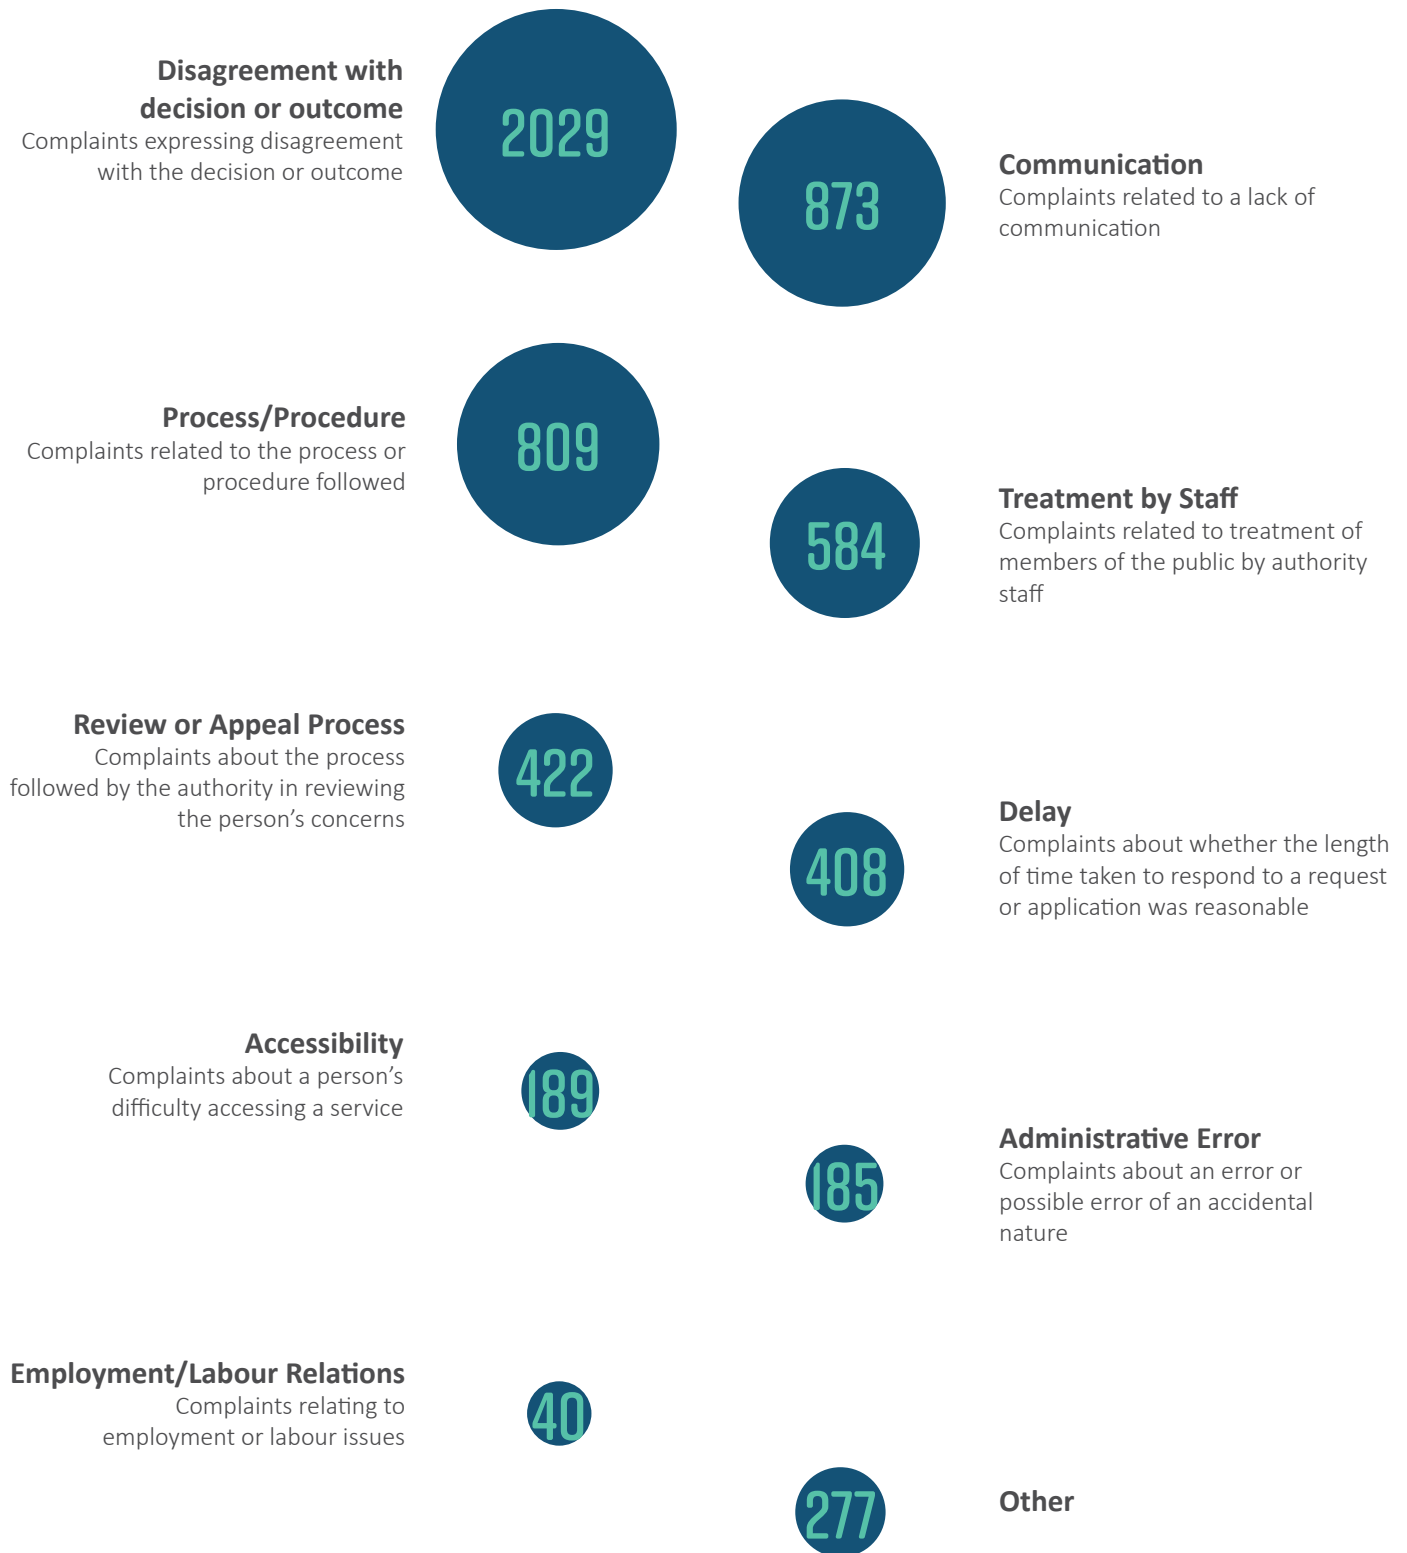 Disagreement with
decision or outcome
Complaints expressing disagreement
with the decision or outcome
2029
873
Communication
Complaints related to a lack of
communication
Process/Procedure
Complaints related to the process or
procedure followed
809
584
Treatment by Staff
Complaints related to treatment of
members of the public by authority
staff
Review or Appeal Process
Complaints about the process
followed by the authority in reviewing
the person’s concerns
422
408
Delay
Complaints about whether the length
of time taken to respond to a request
or application was reasonable
Accessibility
Complaints about a person’s
difficulty accessing a service
189
185
Administrative Error
Complaints about an error or
possible error of an accidental
nature
Employment/Labour Relations
Complaints relating to
employment or labour issues
40
277
Other